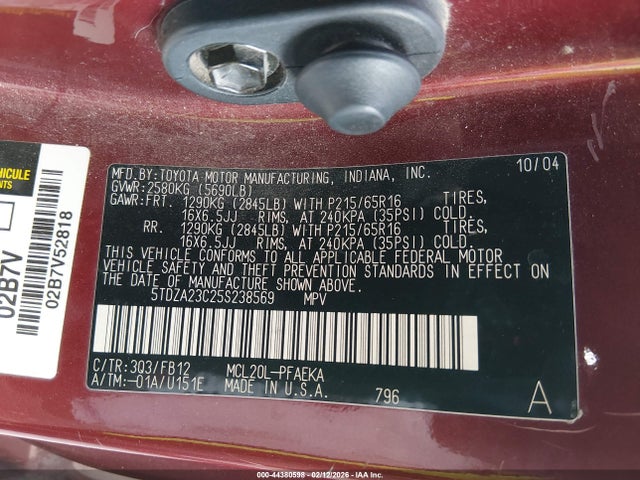 MFD.BY:TOYOTA MOTOR MANUFACTURING, INDIANA, INC. 10/04
GVWR:2580KG (5690LB)
GAWR:FRT. 1290KG (2845LB) WITH P215/65R16 TIRES,
16X6.5JJ RIMS, AT 240KPA (35PSI) COLD.
RR. 1290KG (2845LB) WITH P215/65R16 TIRES,
16X6.5JJ RIMS, AT 240KPA (35PSI) COLD.
THIS VEHICLE CONFORMS TO ALL APPLICABLE FEDERAL MOTOR
VEHICLE SAFETY AND THEFT PREVENTION STANDARDS IN EFFECT ON
THE DATE OF MANUFACTURE SHOWN ABOVE.
5TDZA23C25S238569 MPV
C/TR:3Q3/FB12 MCL20L-PFAEKA
A/TM:-01A/U151E MADE IN U.S.A. 796 A
02B7V
02B7V52818
000-44380598 - 02/12/2026 - IAA Inc.